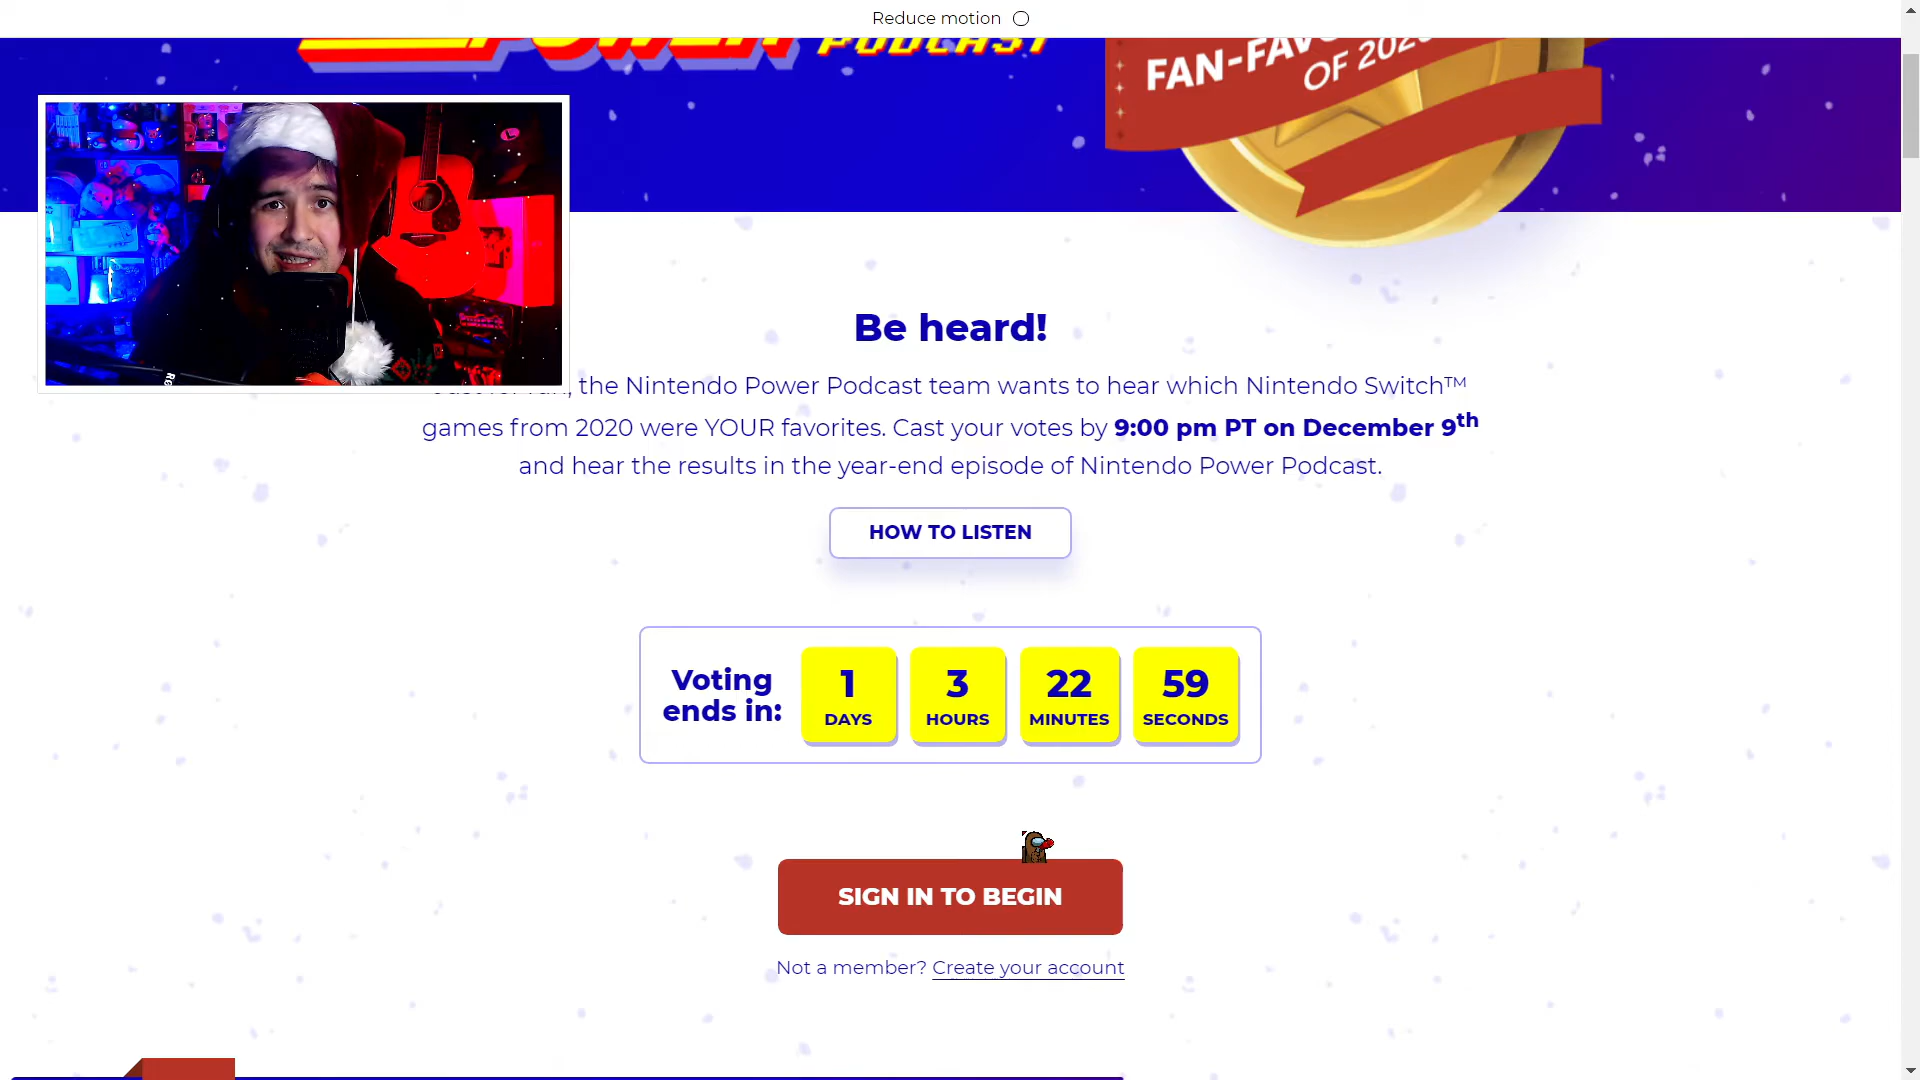 Reduce motion
POWER PODCAST
FAN-FAV
OF 202
Be heard!
the Nintendo Power Podcast team wants to hear which Nintendo Switch™
games from 2020 were YOUR favorites. Cast your votes by 9:00 pm PT on December 9th
and hear the results in the year-end episode of Nintendo Power Podcast.
HOW TO LISTEN
Voting
ends in:
1
DAYS
3
HOURS
22
MINUTES
59
SECONDS
SIGN IN TO BEGIN
Not a member? Create your account